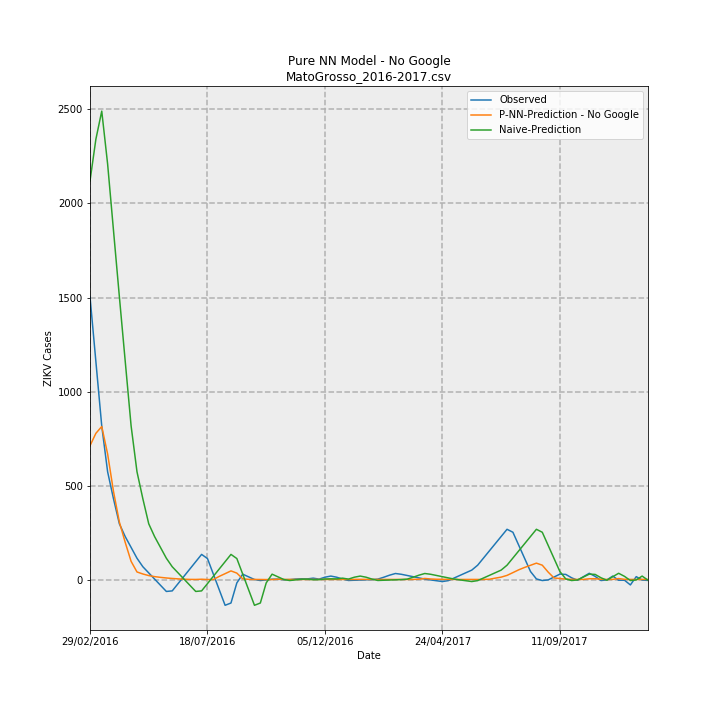 Pure NN Model - No Google
MatoGrosso_2016-2017.csv
Observed
P-NN-Prediction - No Google
Naive-Prediction
2500
2000
1500
1000
500
0
ZIKV Cases
29/02/2016
18/07/2016
05/12/2016
24/04/2017
11/09/2017
Date